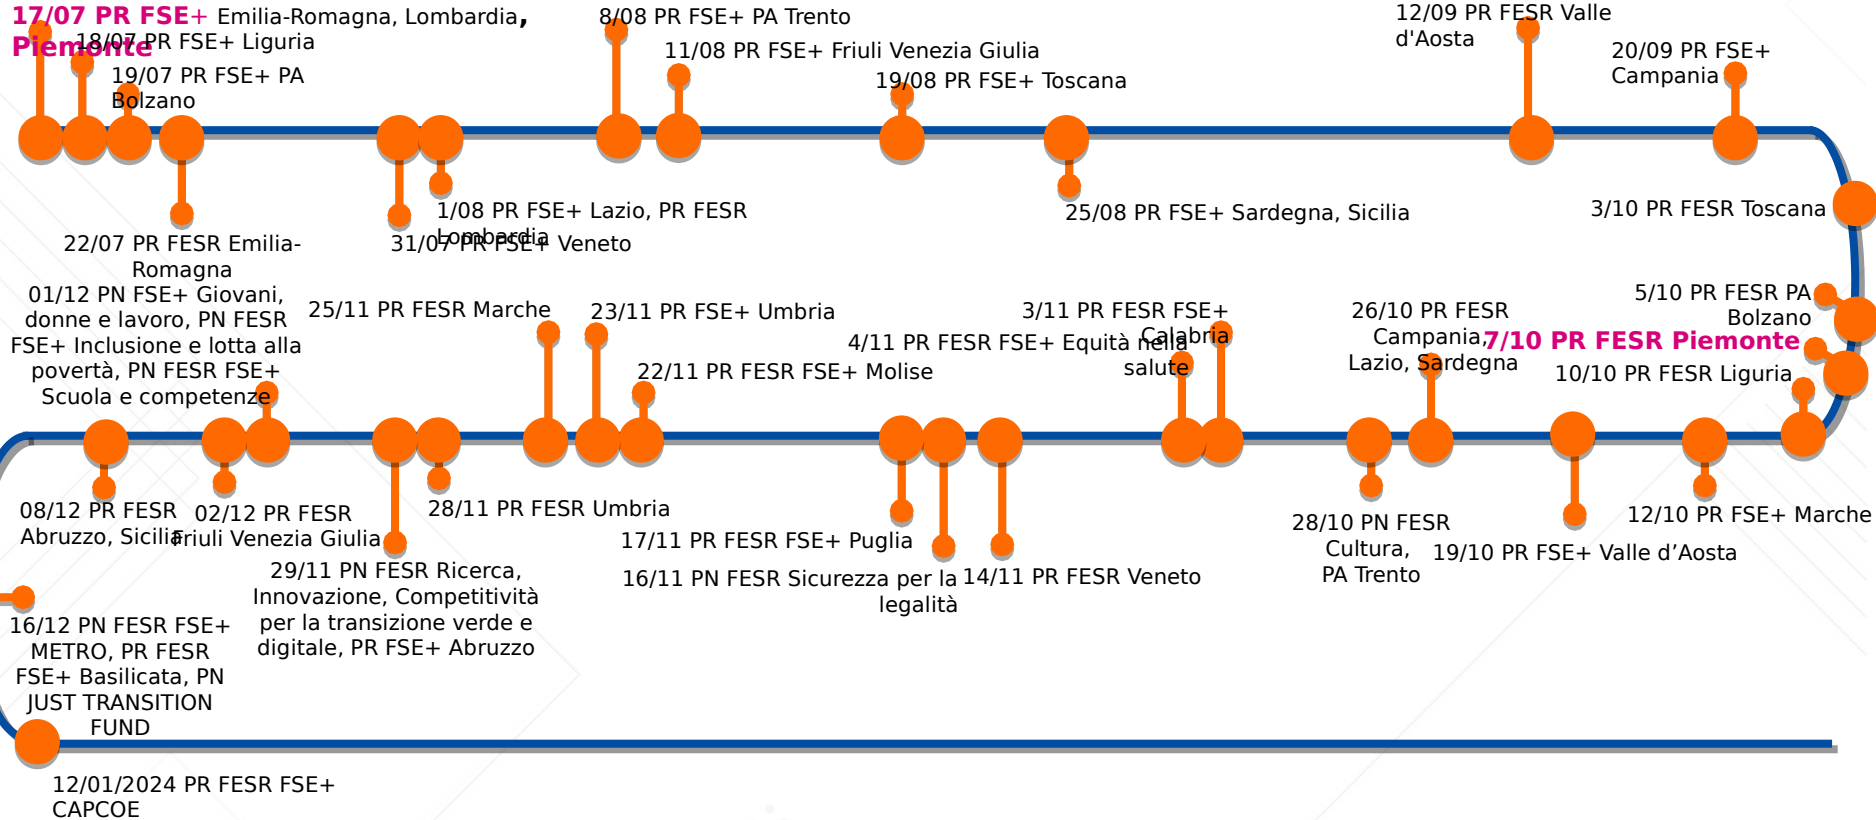 17/07 PR FSE+ Emilia-Romagna, Lombardia,
Piemonte
18/07 PR FSE+ Liguria
19/07 PR FSE+ PA
Bolzano
8/08 PR FSE+ PA Trento
11/08 PR FSE+ Friuli Venezia Giulia
19/08 PR FSE+ Toscana
12/09 PR FESR Valle
d'Aosta
20/09 PR FSE+
Campania
22/07 PR FESR Emilia-
Romagna
1/08 PR FSE+ Lazio, PR FESR
Lombardia
31/07 PR FSE+ Veneto
25/08 PR FSE+ Sardegna, Sicilia
3/10 PR FESR Toscana
5/10 PR FESR PA
Bolzano
7/10 PR FESR Piemonte
10/10 PR FESR Liguria
26/10 PR FESR
Campania,
Lazio, Sardegna
3/11 PR FESR FSE+
Calabria
4/11 PR FESR FSE+ Equità nella
salute
22/11 PR FESR FSE+ Molise
23/11 PR FSE+ Umbria
25/11 PR FESR Marche
01/12 PN FSE+ Giovani,
donne e lavoro, PN FESR
FSE+ Inclusione e lotta alla
povertà, PN FESR FSE+
Scuola e competenze
12/10 PR FSE+ Marche
19/10 PR FSE+ Valle d’Aosta
28/10 PN FESR
Cultura,
PA Trento
14/11 PR FESR Veneto
16/11 PN FESR Sicurezza per la
legalità
17/11 PR FESR FSE+ Puglia
28/11 PR FESR Umbria
29/11 PN FESR Ricerca,
Innovazione, Competitività
per la transizione verde e
digitale, PR FSE+ Abruzzo
02/12 PR FESR
Friuli Venezia Giulia
08/12 PR FESR
Abruzzo, Sicilia
16/12 PN FESR FSE+
METRO, PR FESR
FSE+ Basilicata, PN
JUST TRANSITION
FUND
12/01/2024 PR FESR FSE+
CAPCOE